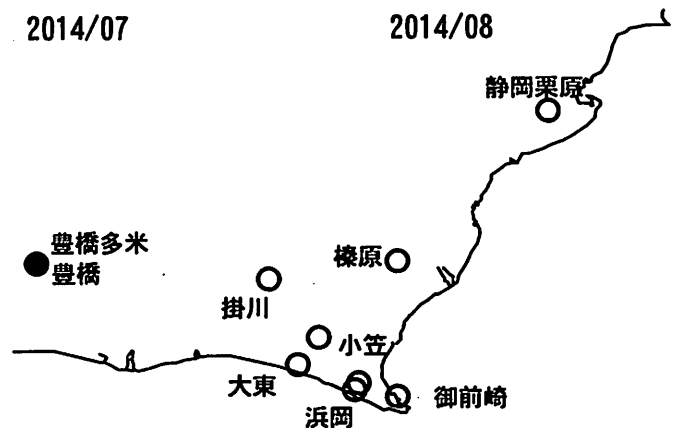 2014/07
2014/08
静岡栗原
豊橋多米
豊橋
榛原
掛川
小笠
大東
浜岡
御前崎